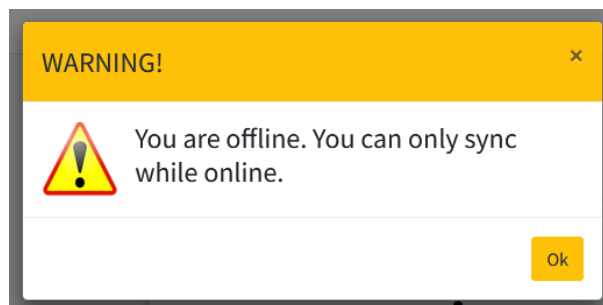 WARNING!
×
You are offline. You can only sync
while online.
Ok